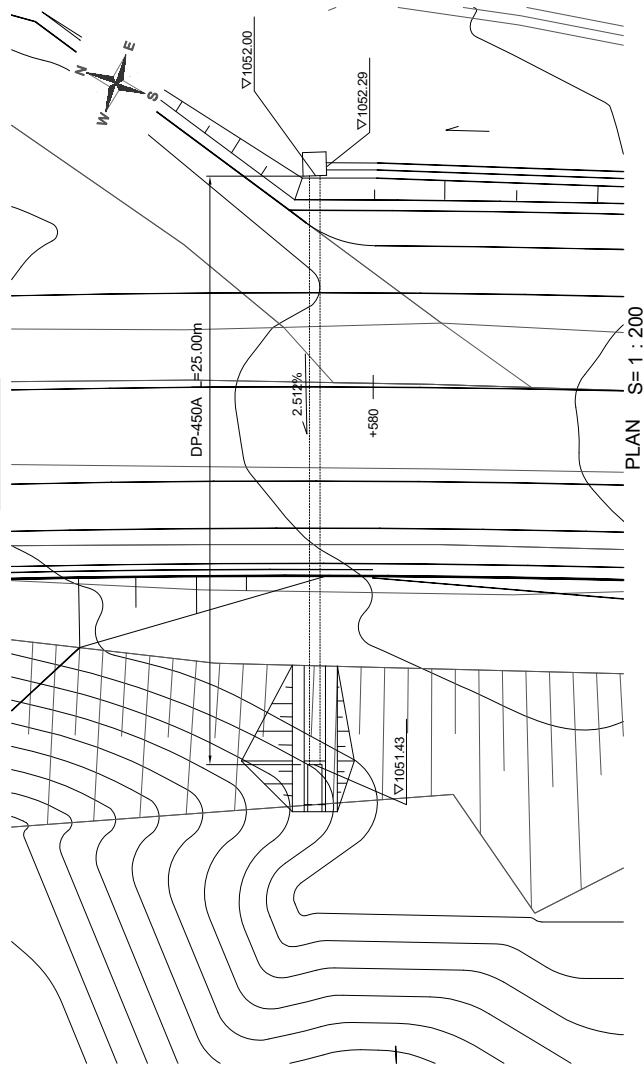 N
E
W
S
▽1052.00
▽1052.29
DP-450A L=25.00m
2.512%
+580
▽1051.43
PLAN S= 1 : 200